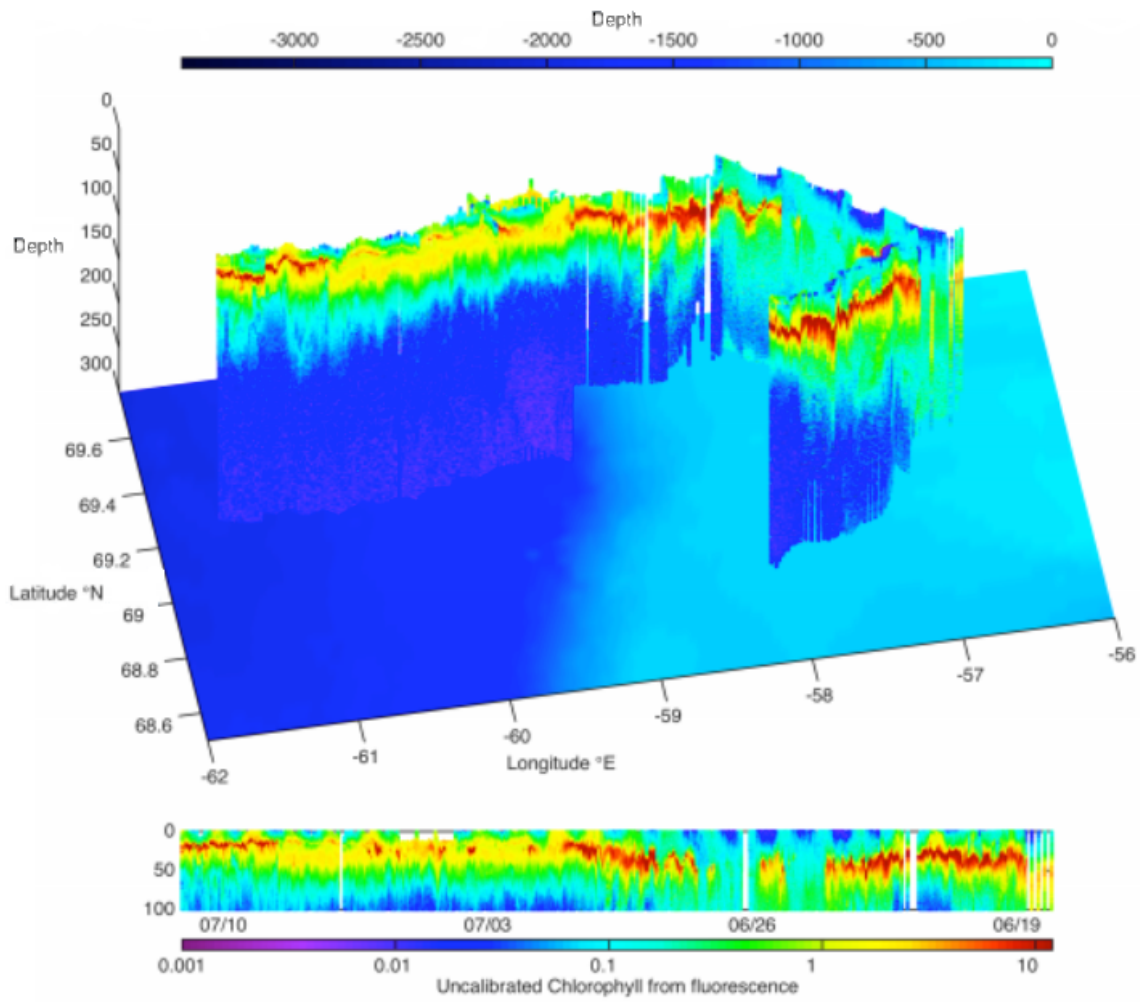 Depth
-3000 -2500 -2000 -1500 -1000 -500 0
0
50
100
150
Depth
200
250
300
69.6
69.4
69.2
Latitude °N
69
68.8
68.6
-62 -61 -60 -59 -58 -57 -56
Longitude °E
0
50
100
07/10 07/03 06/26 06/19
0.001 0.01 0.1 1 10
Uncalibrated Chlorophyll from fluorescence